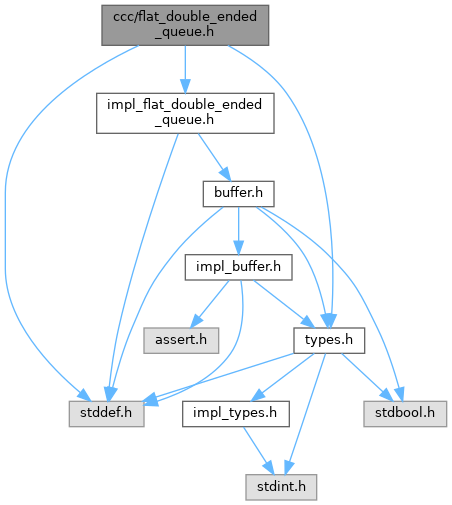 ccc/flat_double_ended
_queue.h
impl_flat_double_ended
_queue.h
buffer.h
impl_buffer.h
assert.h
types.h
stddef.h
impl_types.h
stdbool.h
stdint.h